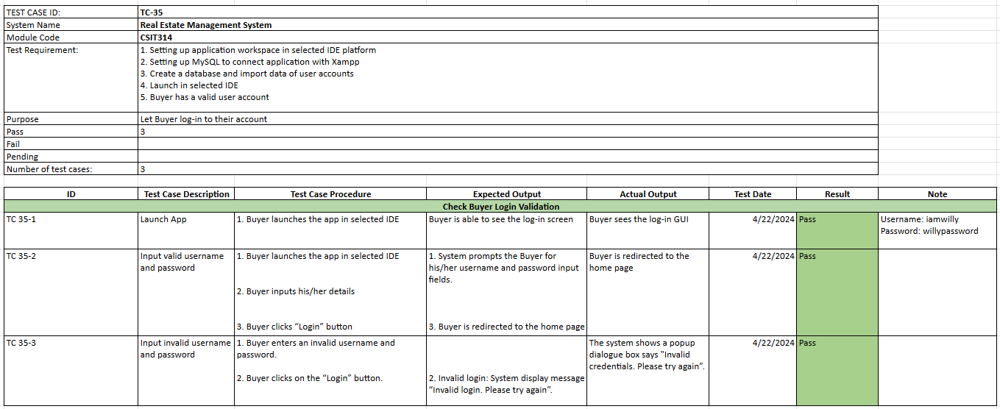 TEST CASE ID: TC-35
System Name Real Estate Management System
Module Code CSIT314
Test Requirement: 1. Setting up application workspace in selected IDE platform
2. Setting up MySQL to connect application with Xampp
3. Create a database and import data of user accounts
4. Launch in selected IDE
5. Buyer has a valid user account
Purpose Let Buyer log-in to their account
Pass 3
Fail
Pending
Number of test cases: 3
ID Test Case Description Test Case Procedure Expected Output Actual Output Test Date Result Note
Check Buyer Login Validation
TC 35-1 Launch App 1. Buyer launches the app in selected IDE Buyer is able to see the log-in screen Buyer sees the log-in GUI 4/22/2024 Pass Username: iamwilly
Password: willypassword
TC 35-2 Input valid username 1. Buyer launches the app in selected IDE 1. System prompts the Buyer for Buyer is redirected to the 4/22/2024 Pass
and password his/her username and password input home page
fields.
2. Buyer inputs his/her details
3. Buyer clicks “Login” button 3. Buyer is redirected to the home page
TC 35-3 Input invalid username 1. Buyer enters an invalid username and The system shows a popup 4/22/2024 Pass
and password password. dialogue box says "Invalid
credentials. Please try again”.
2. Buyer clicks on the “Login” button. 2. Invalid login: System display message
“Invalid login. Please try again”.